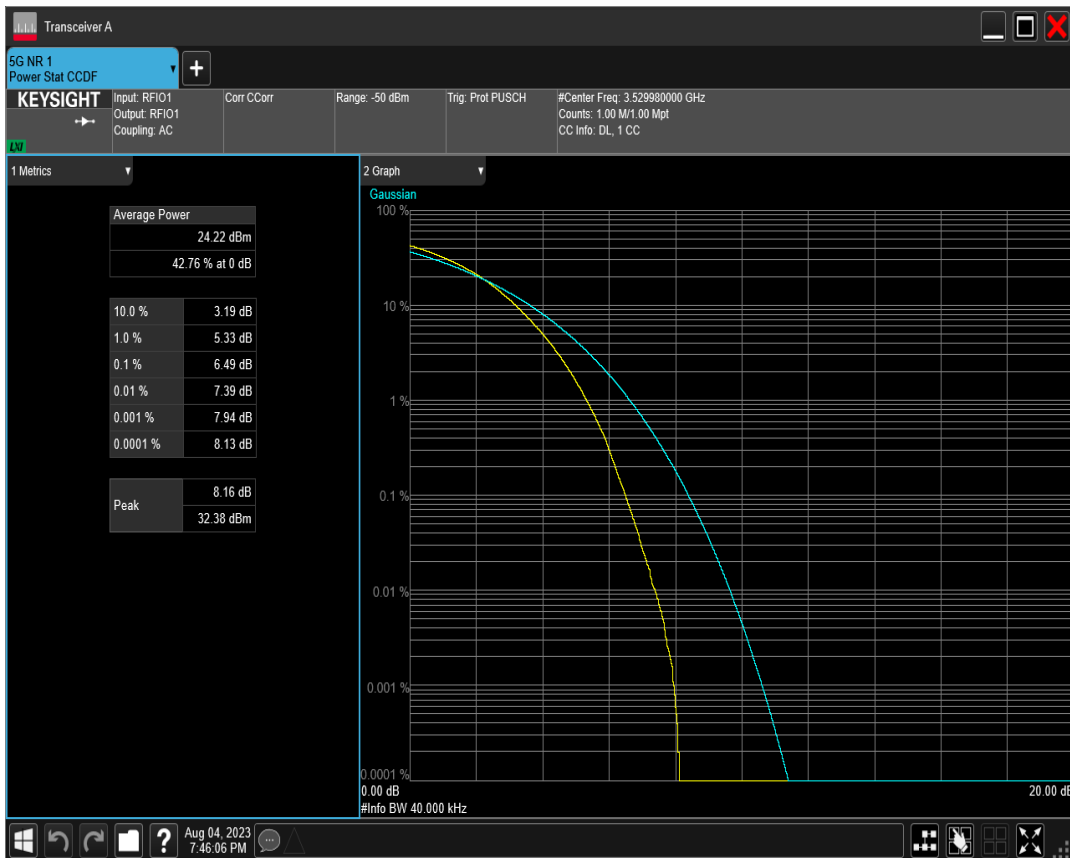 Transceiver A
5G NR 1
Power Stat CCDF
+
KEYSIGHT
LXI
Input: RFIO1
Output: RFIO1
Coupling: AC
Corr CCorr
Range: -50 dBm
Trig: Prot PUSCH
#Center Freq: 3.529980000 GHz
Counts: 1.00 M/1.00 Mpt
CC Info: DL, 1 CC
1 Metrics
Average Power
24.22 dBm
42.76 % at 0 dB
10.0 % 3.19 dB
1.0 % 5.33 dB
0.1 % 6.49 dB
0.01 % 7.39 dB
0.001 % 7.94 dB
0.0001 % 8.13 dB
Peak
8.16 dB
32.38 dBm
2 Graph
Gaussian
100 %
10 %
1 %
0.1 %
0.01 %
0.001 %
0.0001 %
0.00 dB 20.00 dB
#Info BW 40.000 kHz
?
Aug 04, 2023
7:46:06 PM